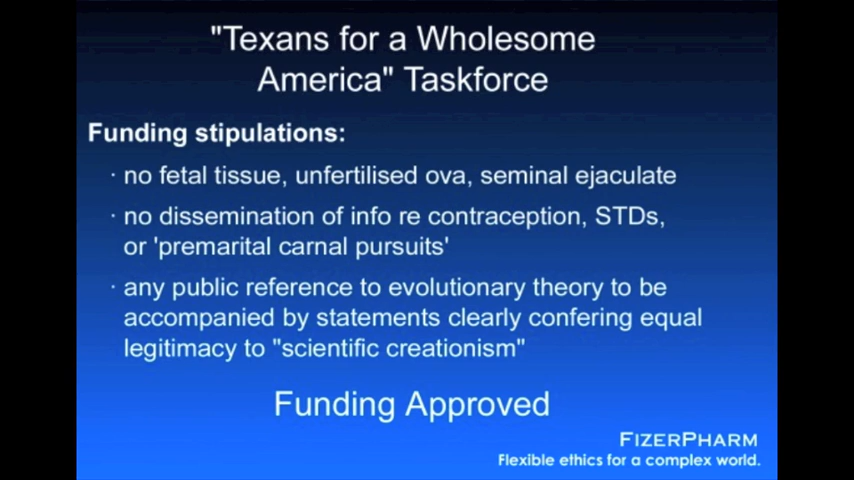 "Texans for a Wholesome
America" Taskforce
Funding stipulations:
· no fetal tissue, unfertilised ova, seminal ejaculate
· no dissemination of info re contraception, STDs,
or 'premarital carnal pursuits'
· any public reference to evolutionary theory to be
accompanied by statements clearly confering equal
legitimacy to "scientific creationism"
Funding Approved
FIZERPHARM
Flexible ethics for a complex world.